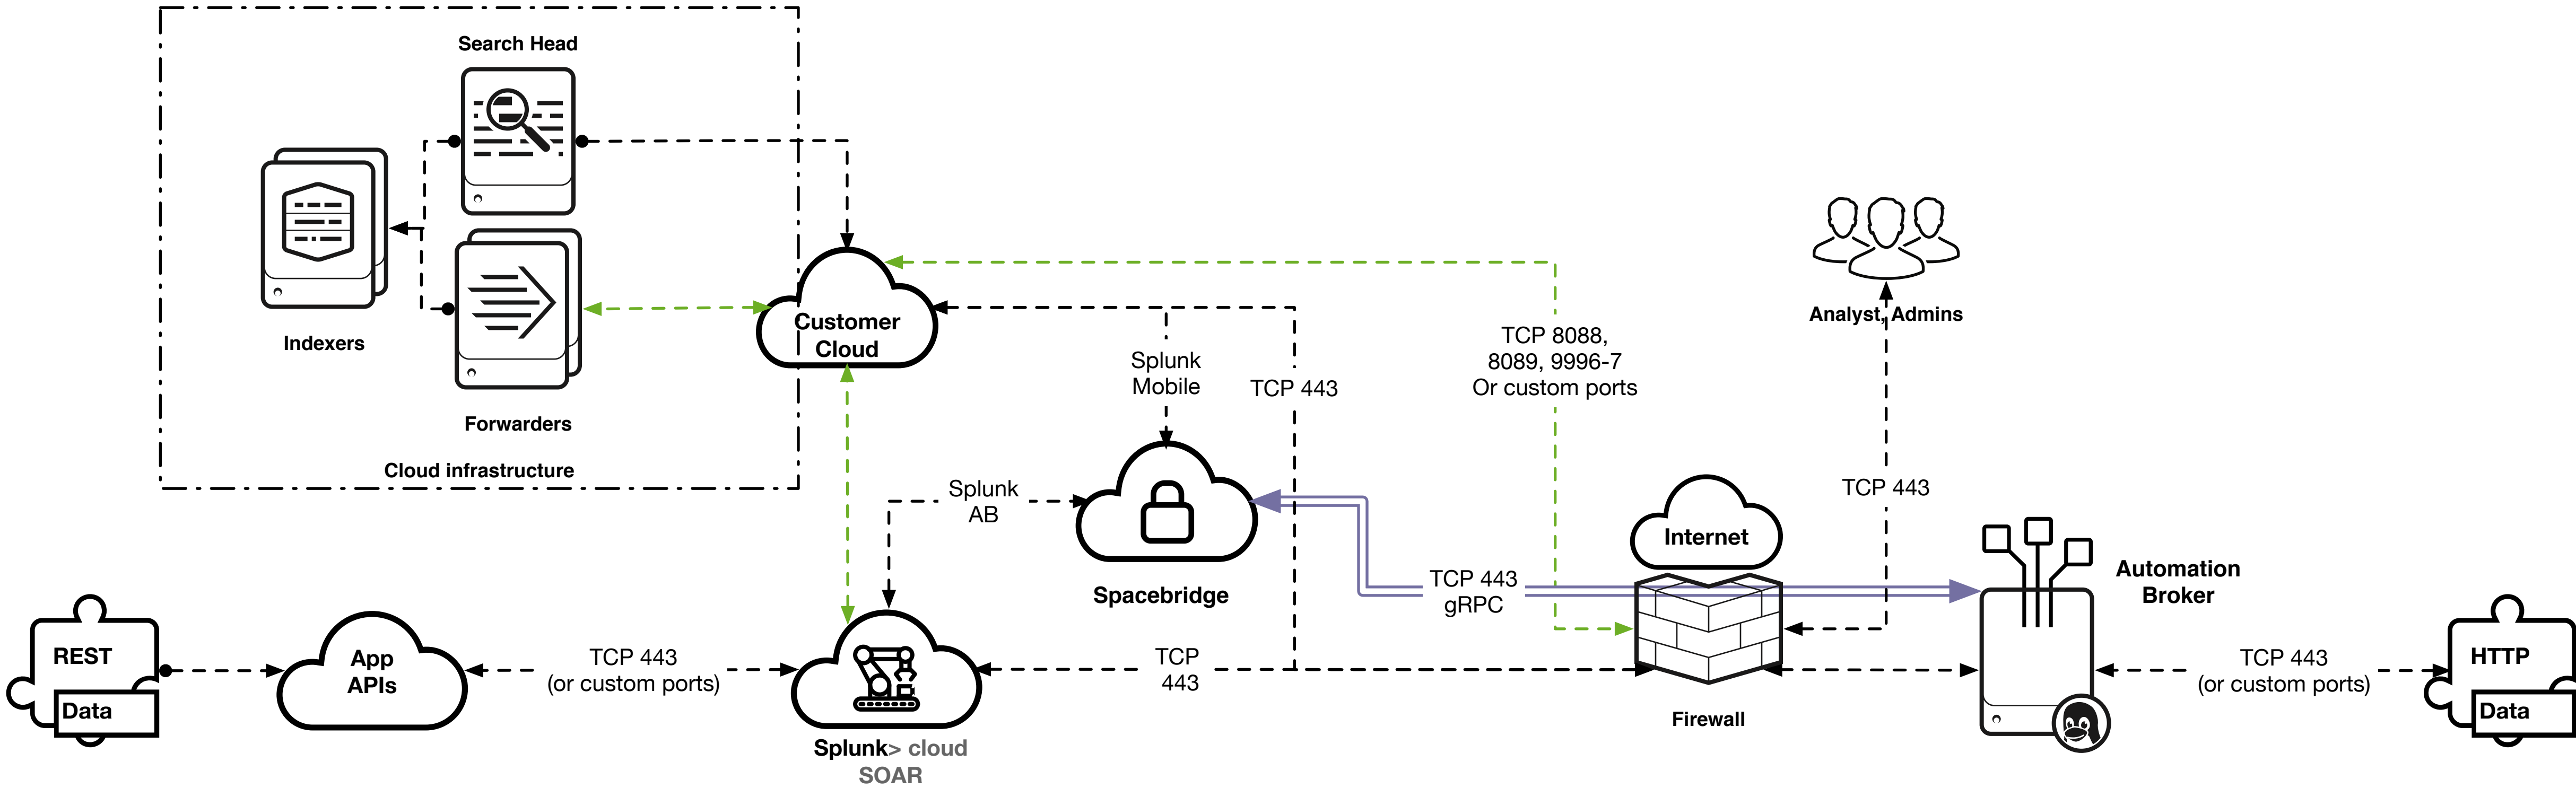 Search Head
Indexers
Forwarders
Cloud infrastructure
Customer
Cloud
Splunk
Mobile
TCP 443
TCP 8088,
8089, 9996-7
Or custom ports
Analyst, Admins
TCP 443
Splunk
AB
Spacebridge
Internet
TCP 443
gRPC
Automation
Broker
REST
Data
App
APIs
TCP 443
(or custom ports)
Splunk> cloud
SOAR
TCP
443
Firewall
TCP 443
(or custom ports)
HTTP
Data